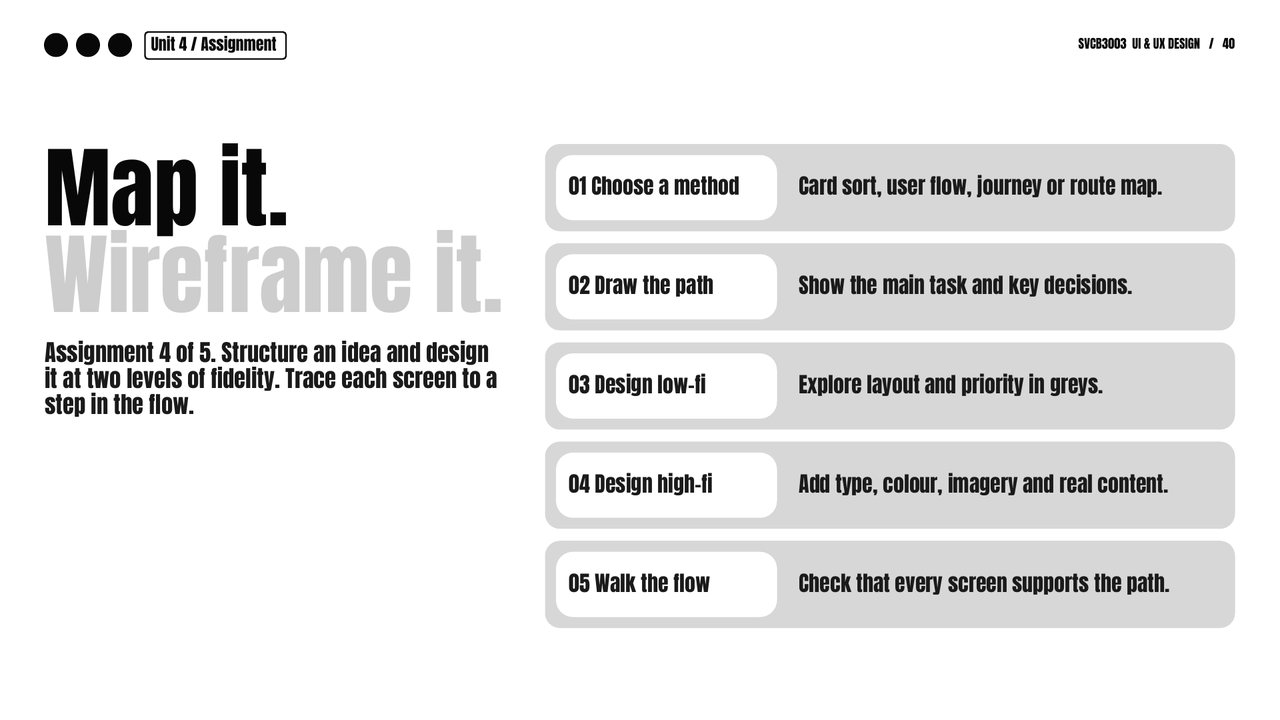 Unit 4 / Assignment
SVCB3003 UI & UX DESIGN / 40
Map it.
Wireframe it.
Assignment 4 of 5. Structure an idea and design
it at two levels of fidelity. Trace each screen to a
step in the flow.
01 Choose a method
Card sort, user flow, journey or route map.
02 Draw the path
Show the main task and key decisions.
03 Design low-fi
Explore layout and priority in greys.
04 Design high-fi
Add type, colour, imagery and real content.
05 Walk the flow
Check that every screen supports the path.